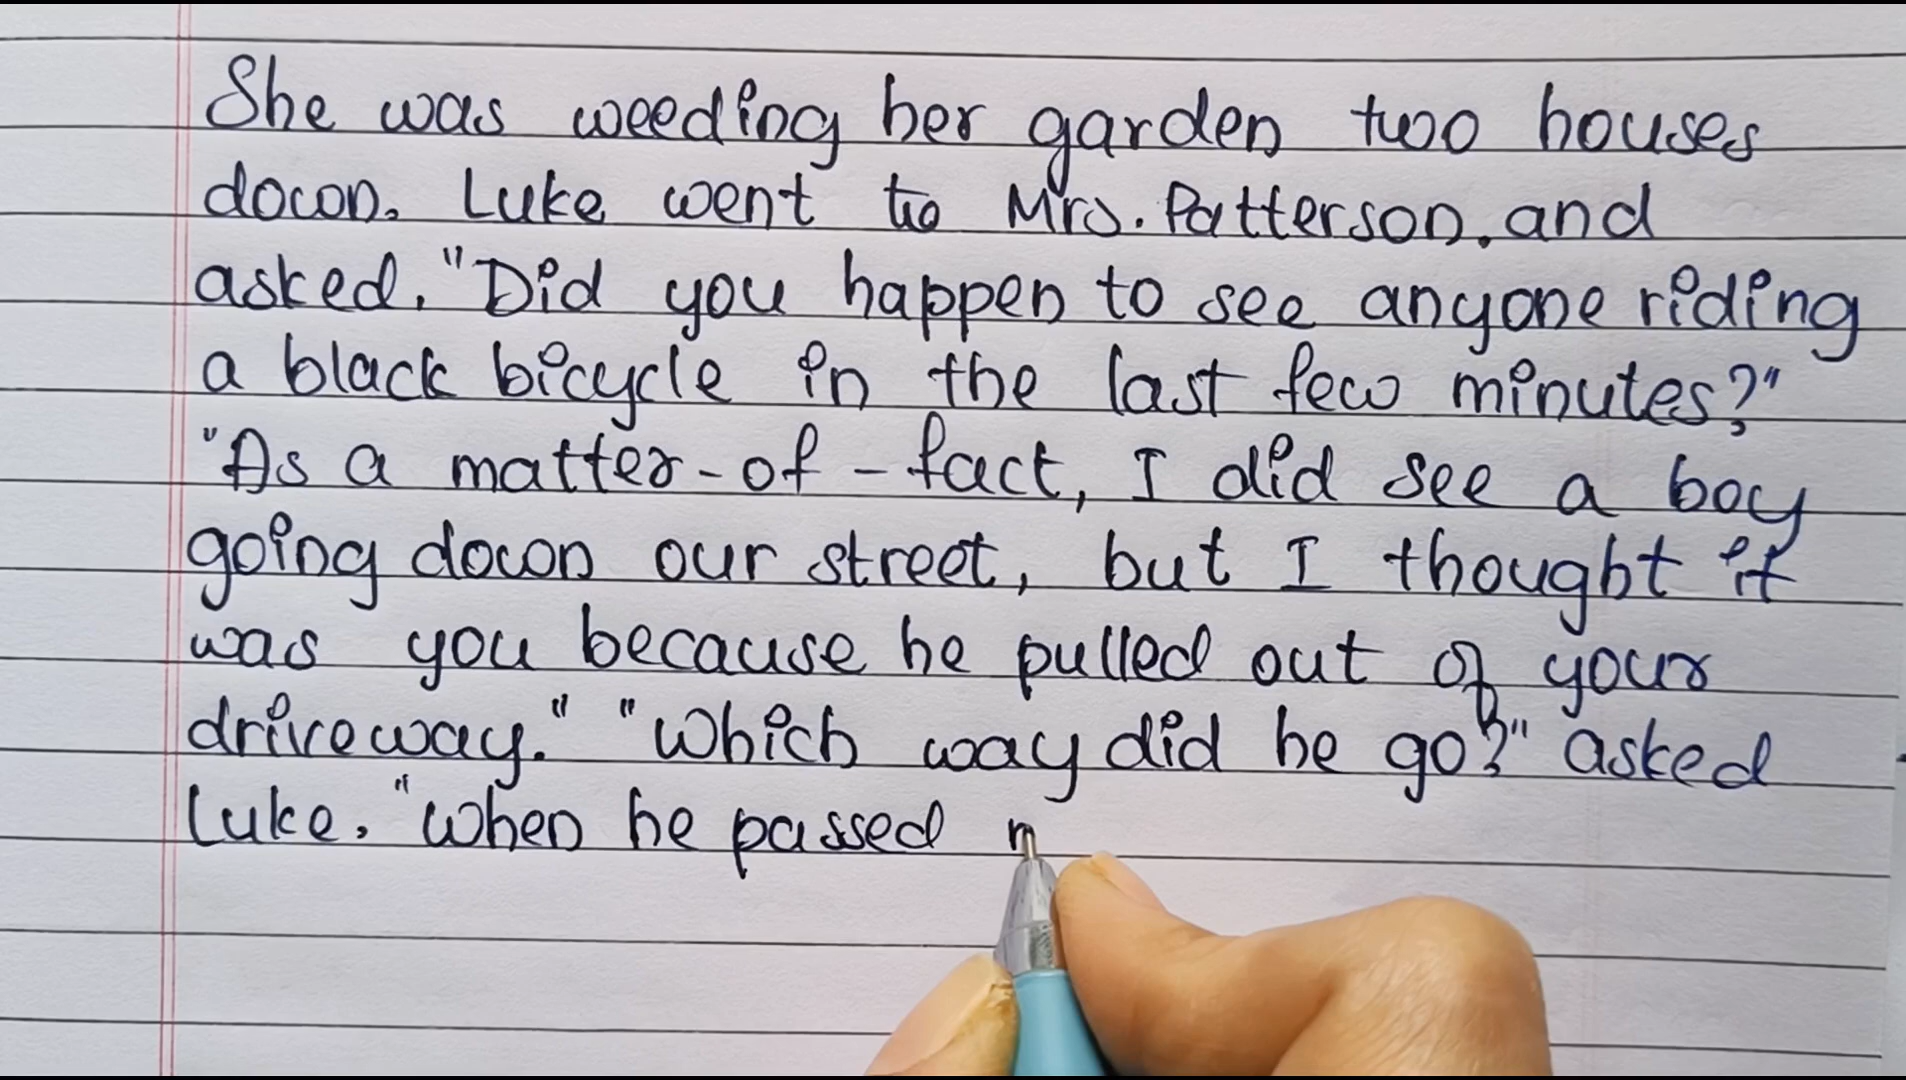 She was weeding her garden two houses
down. Luke went to Mrs. Patterson. and
asked. "Did you happen to see anyone riding
a black bicycle in the last few minutes?"
"As a matter-of-fact, I did see a boy
going down our street, but I thought it
was you because he pulled out of your
driveway." "Which way did he go?" asked
Luke. "When he passed